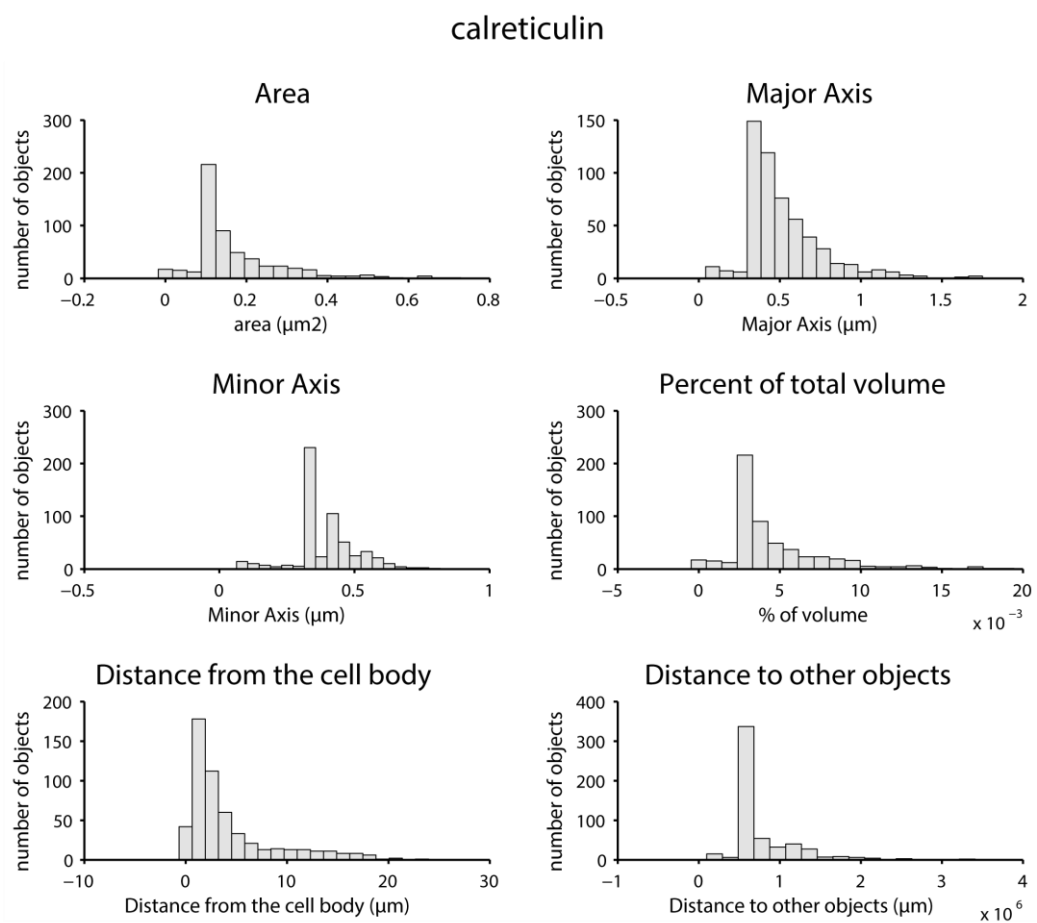 calreticulin
Area
number of objects
300
200
100
0
−0.2 0 0.2 0.4 0.6 0.8
area (µm2)
Major Axis
number of objects
150
100
50
0
−0.5 0 0.5 1 1.5 2
Major Axis (µm)
Minor Axis
number of objects
300
200
100
0
−0.5 0 0.5 1
Minor Axis (µm)
Percent of total volume
number of objects
300
200
100
0
−5 0 5 10 15 20
% of volume
x 10 −3
Distance from the cell body
number of objects
200
150
100
50
0
−10 0 10 20 30
Distance from the cell body (µm)
Distance to other objects
number of objects
400
300
200
100
0
−1 0 1 2 3 4
Distance to other objects (µm)
x 10 6